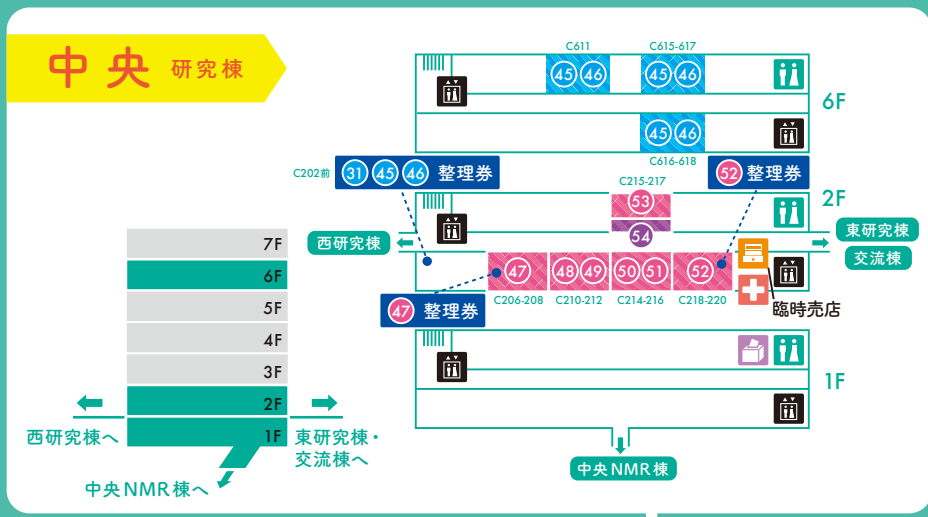 中央 研究棟
C611
C615-617
45 46
45 46
6F
45 46
C616-618
C202前
31 45 46 整理券
52 整理券
C215-217
53
2F
54
西研究棟
東研究棟
交流棟
47
48 49
50 51
52
C206-208
C210-212
C214-216
C218-220
47 整理券
臨時売店
1F
中央NMR棟
7F
6F
5F
4F
3F
2F
1F
西研究棟へ
東研究棟・
交流棟へ
中央NMR棟へ